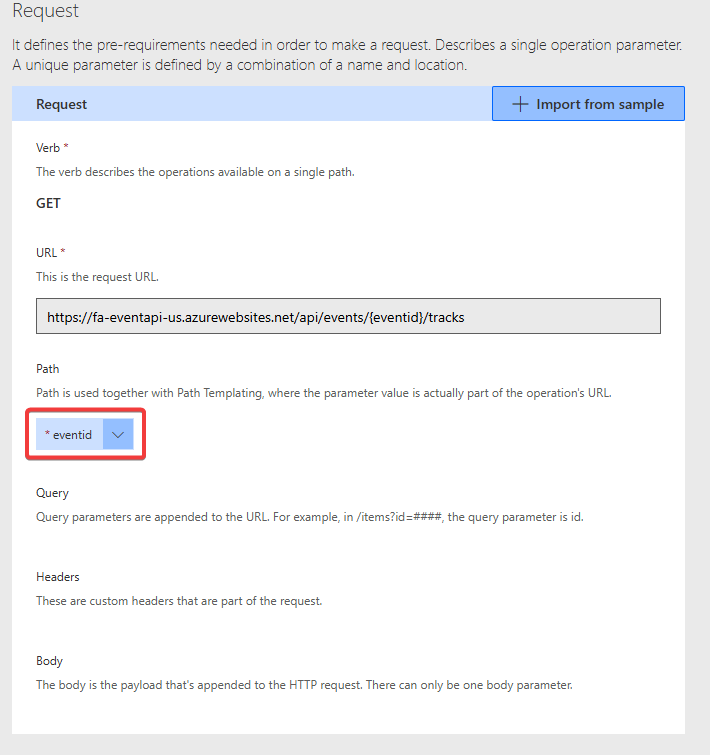 Request
It defines the pre-requirements needed in order to make a request. Describes a single operation parameter.
A unique parameter is defined by a combination of a name and location.
Request
Import from sample
Verb *
The verb describes the operations available on a single path.
GET
URL *
This is the request URL.
https://fa-eventapi-us.azurewebsites.net/api/events/{eventid}/tracks
Path
Path is used together with Path Templating, where the parameter value is actually part of the operation's URL.
* eventid
Query
Query parameters are appended to the URL. For example, in /items?id=####, the query parameter is id.
Headers
These are custom headers that are part of the request.
Body
The body is the payload that's appended to the HTTP request. There can only be one body parameter.